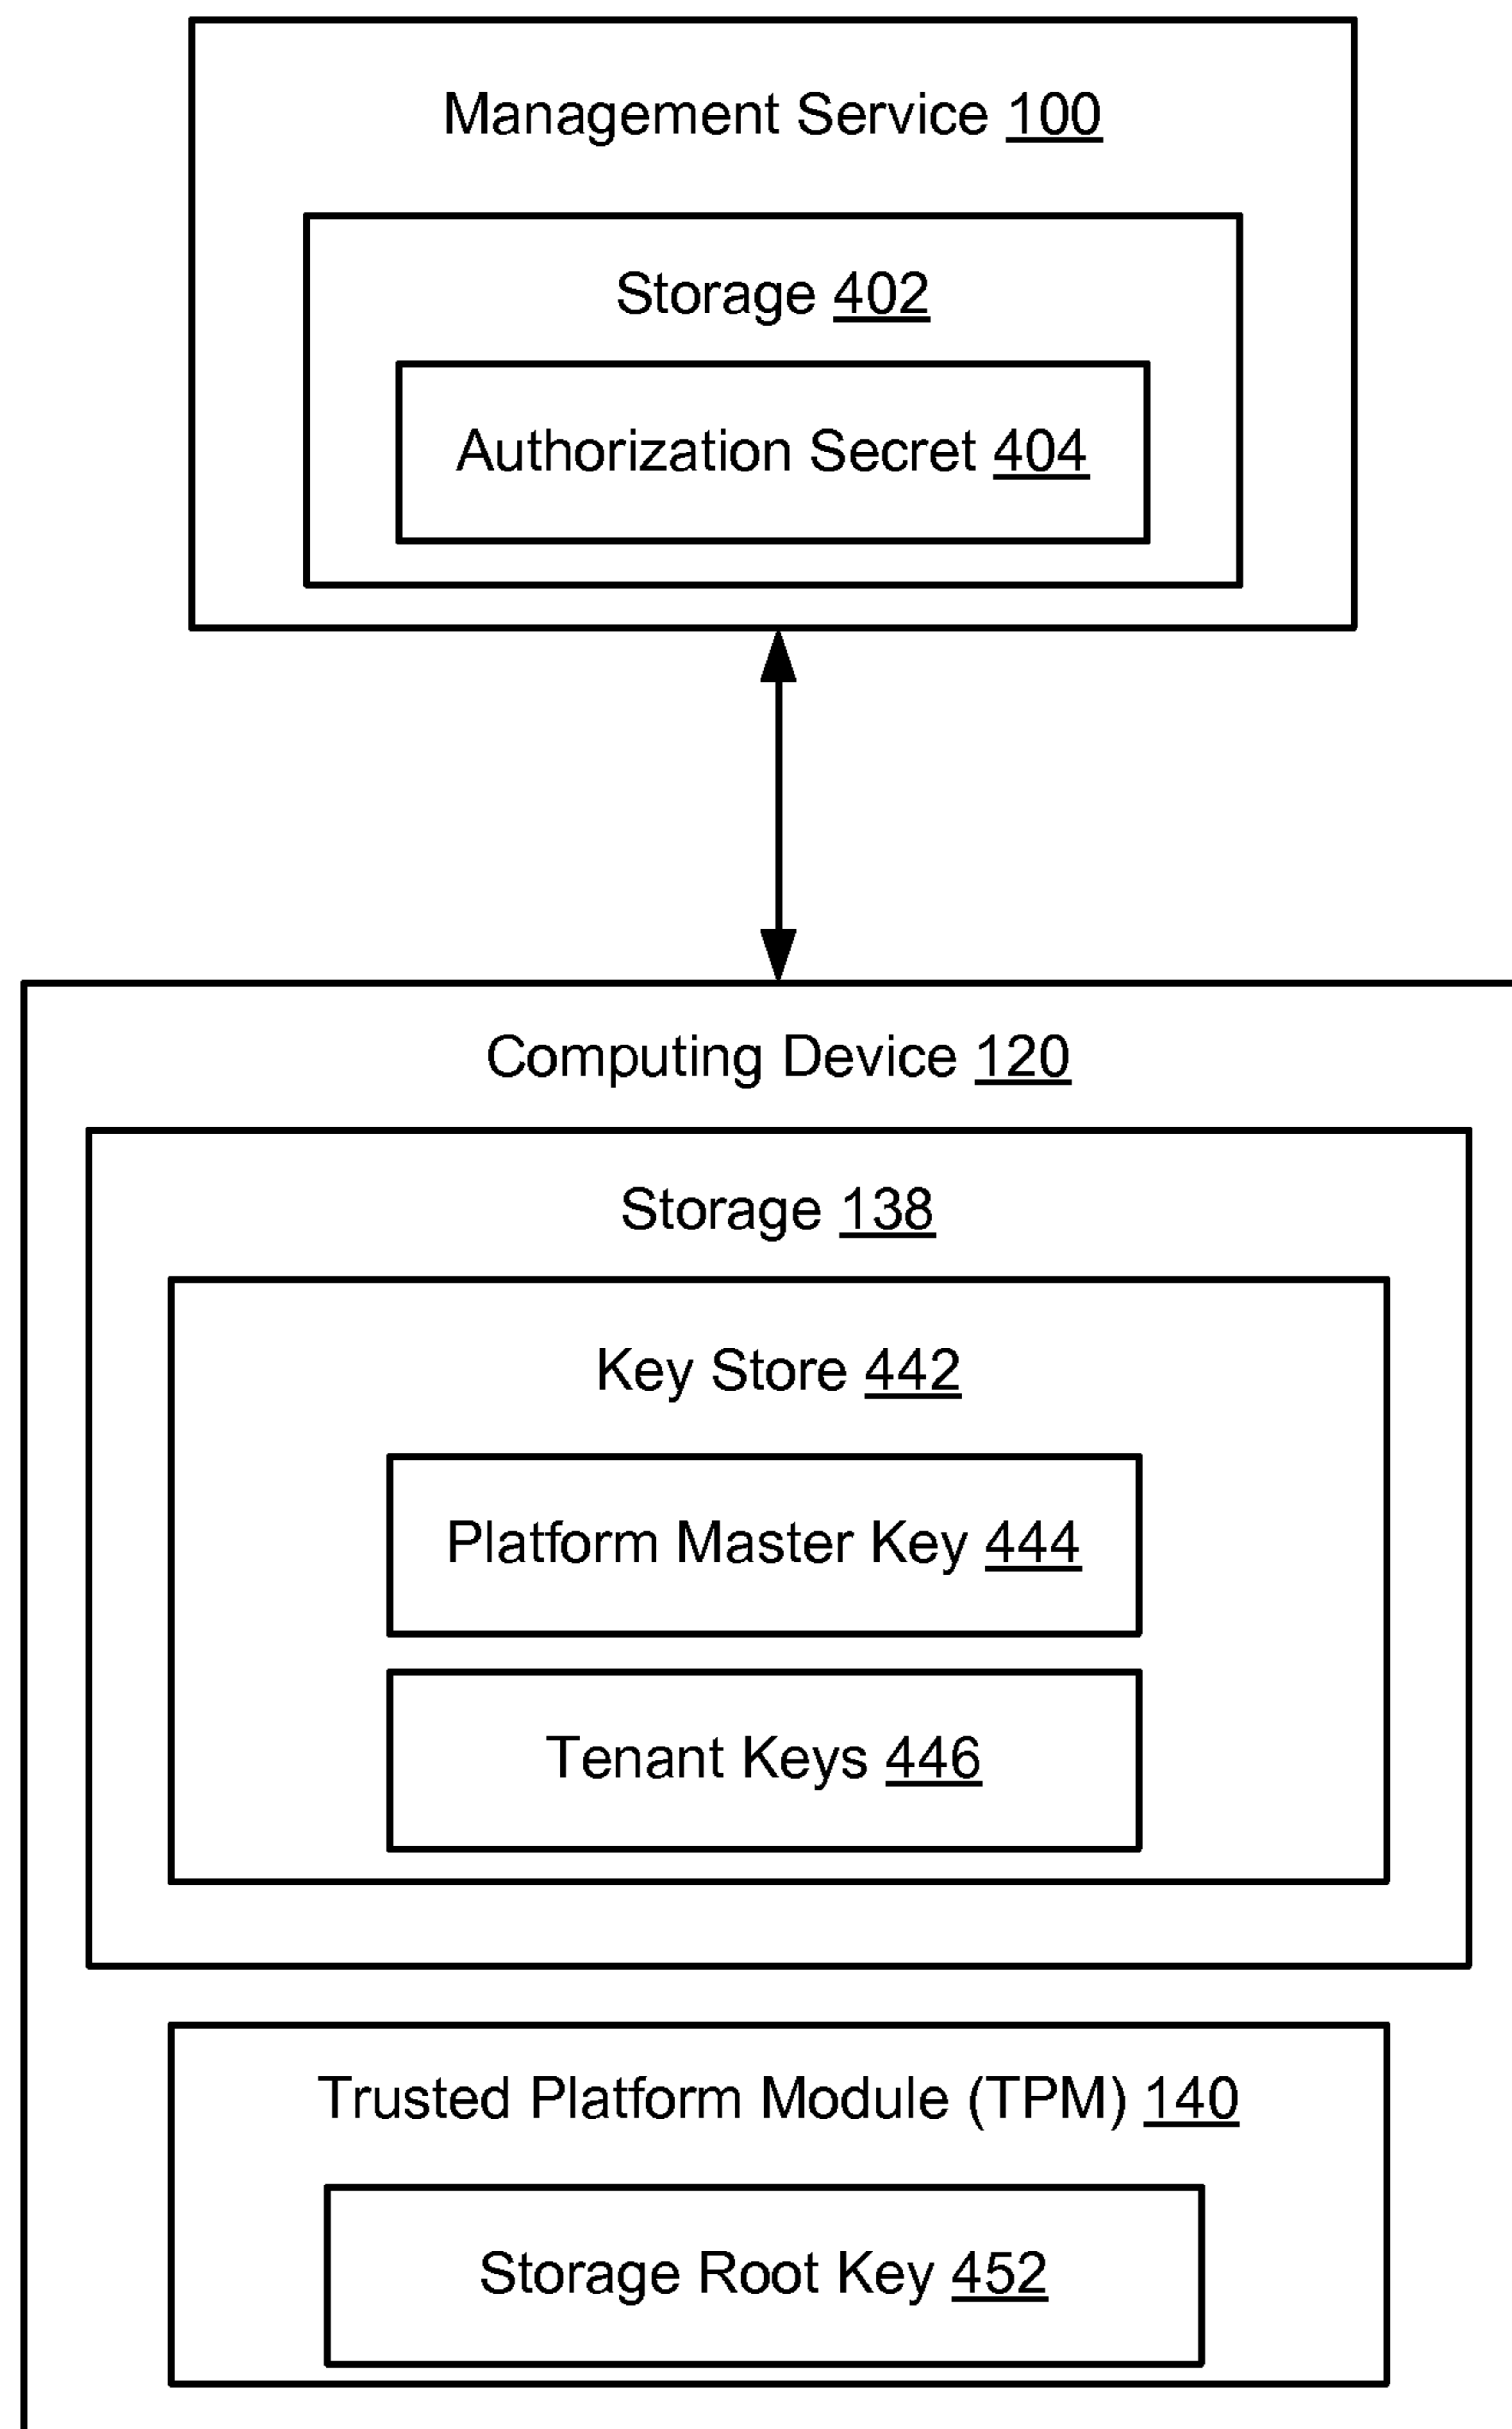 Management Service 100
Storage 402
Authorization Secret 404
Computing Device 120
Storage 138
Key Store 442
Platform Master Key 444
Tenant Keys 446
Trusted Platform Module (TPM) 140
Storage Root Key 452